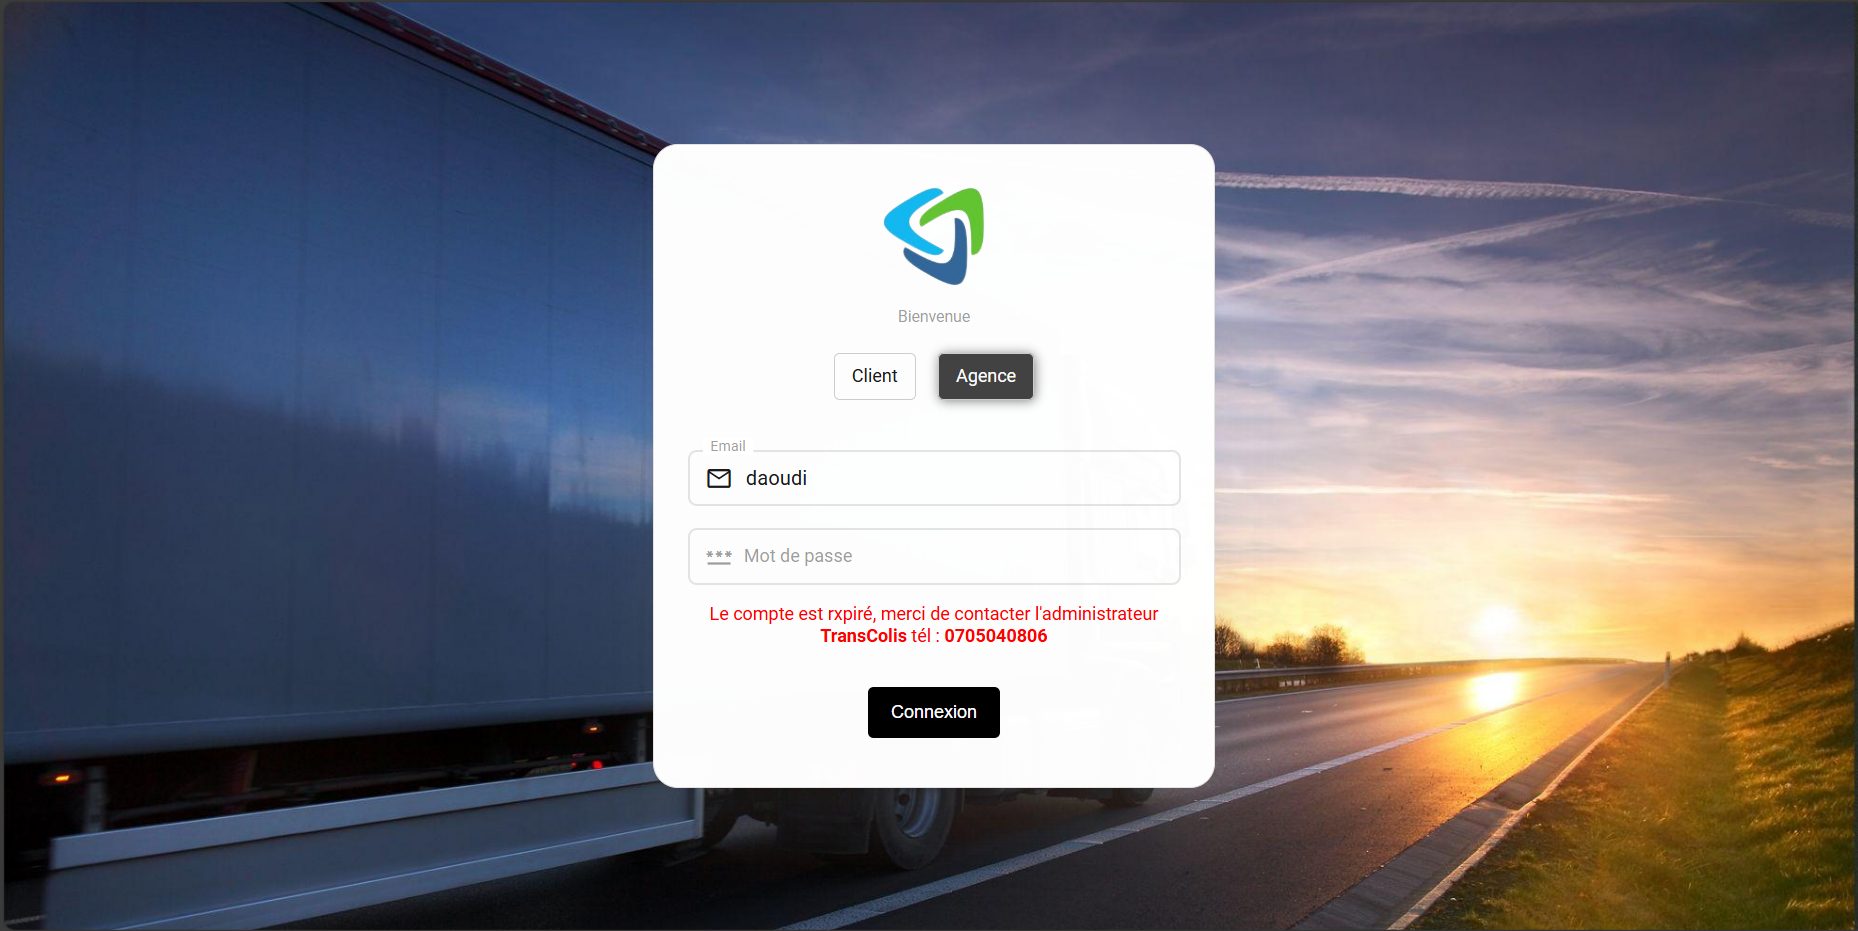 Bienvenue
Client
Agence
Email
daoudi
*** Mot de passe
Le compte est rxpiré, merci de contacter l'administrateur
TransColis tél : 0705040806
Connexion